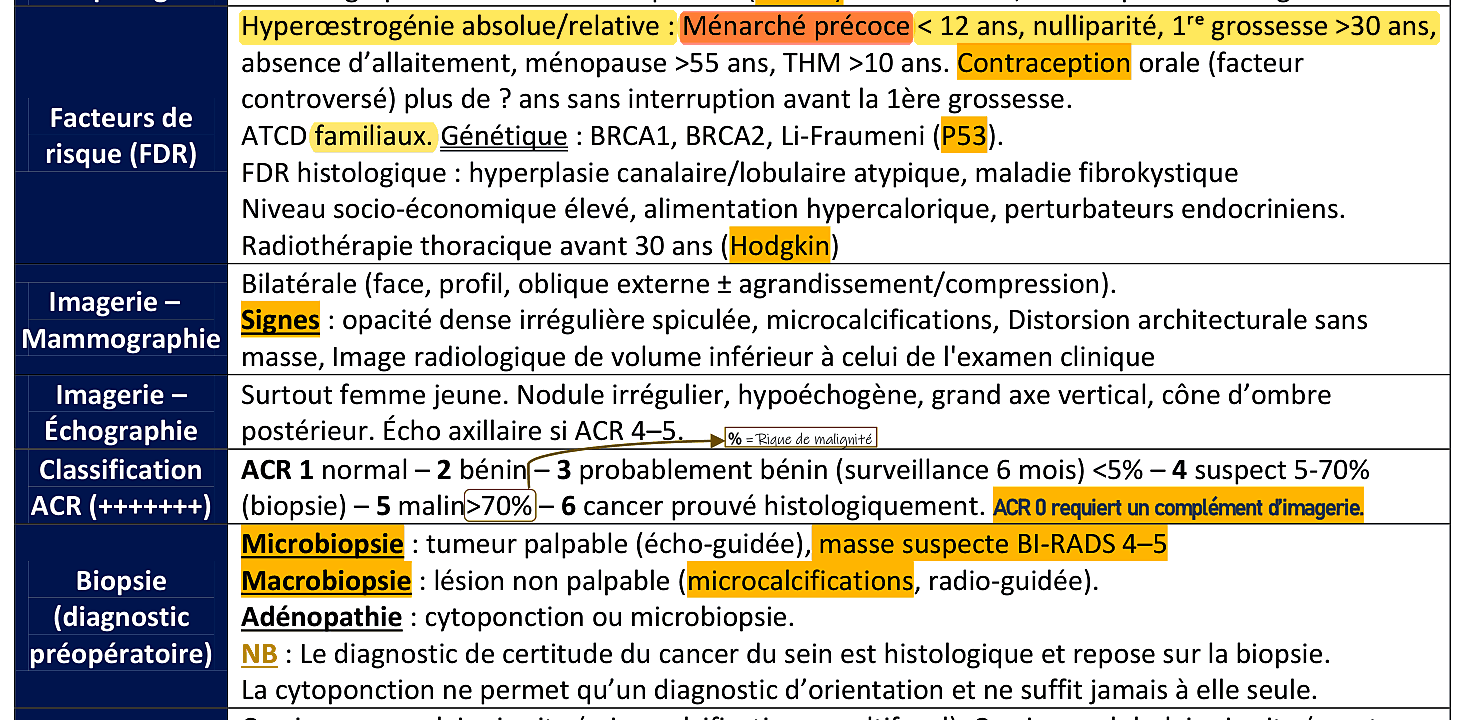 Facteurs de
risque (FDR)
Hyperœstrogénie absolue/relative : Ménarché précoce < 12 ans, nulliparité, 1ʳᵉ grossesse >30 ans,
absence d’allaitement, ménopause >55 ans, THM >10 ans. Contraception orale (facteur
controversé) plus de ? ans sans interruption avant la 1ère grossesse.
ATCD familiaux. Génétique : BRCA1, BRCA2, Li-Fraumeni (P53).
FDR histologique : hyperplasie canalaire/lobulaire atypique, maladie fibrokystique
Niveau socio-économique élevé, alimentation hypercalorique, perturbateurs endocriniens.
Radiothérapie thoracique avant 30 ans (Hodgkin)
Imagerie –
Mammographie
Bilatérale (face, profil, oblique externe ± agrandissement/compression).
Signes : opacité dense irrégulière spiculée, microcalcifications, Distorsion architecturale sans
masse, Image radiologique de volume inférieur à celui de l'examen clinique
Imagerie –
Échographie
Surtout femme jeune. Nodule irrégulier, hypoéchogène, grand axe vertical, cône d’ombre
postérieur. Écho axillaire si ACR 4–5.
% = Rique de malignité
Classification
ACR (+++++++)
ACR 1 normal – 2 bénin – 3 probablement bénin (surveillance 6 mois) <5% – 4 suspect 5-70%
(biopsie) – 5 malin >70% – 6 cancer prouvé histologiquement. ACR 0 requiert un complément d'imagerie.
Biopsie
(diagnostic
préopératoire)
Microbiopsie : tumeur palpable (écho-guidée), masse suspecte BI-RADS 4–5
Macrobiopsie : lésion non palpable (microcalcifications, radio-guidée).
Adénopathie : cytoponction ou microbiopsie.
NB : Le diagnostic de certitude du cancer du sein est histologique et repose sur la biopsie.
La cytoponction ne permet qu’un diagnostic d’orientation et ne suffit jamais à elle seule.